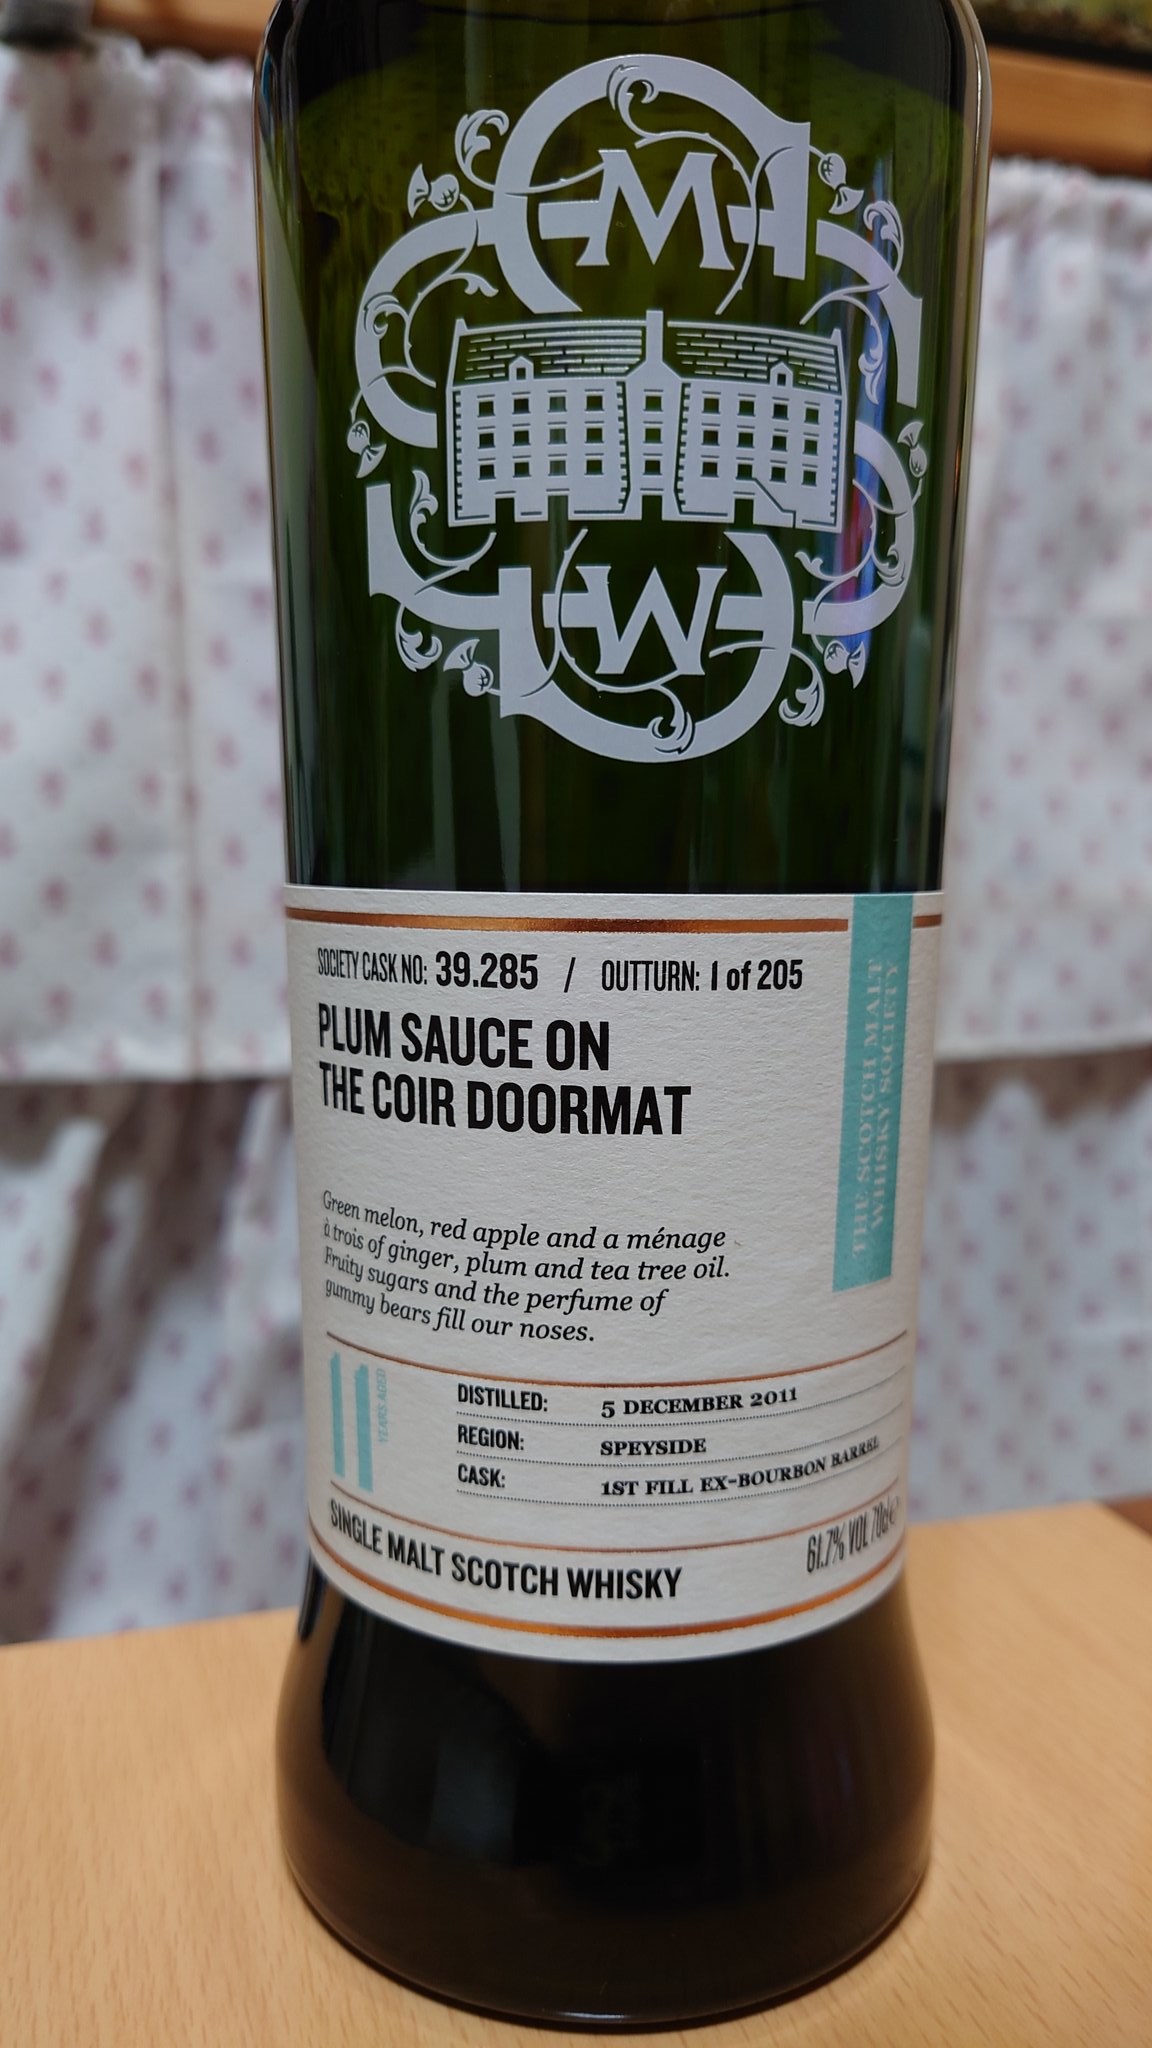 SOCIETY CASK NO: 39.285 / OUTTURN: 1 of 205
PLUM SAUCE ON
THE COIR DOORMAT
THE SCOTCH MALT
WHISKY SOCIETY
Green melon, red apple and a ménage
à trois of ginger, plum and tea tree oil.
Fruity sugars and the perfume of
gummy bears fill our noses.
11
YEARS AGED
DISTILLED: 5 DECEMBER 2011
REGION: SPEYSIDE
CASK: 1ST FILL EX-BOURBON BARREL
SINGLE MALT SCOTCH WHISKY
61.7% VOL 70cl